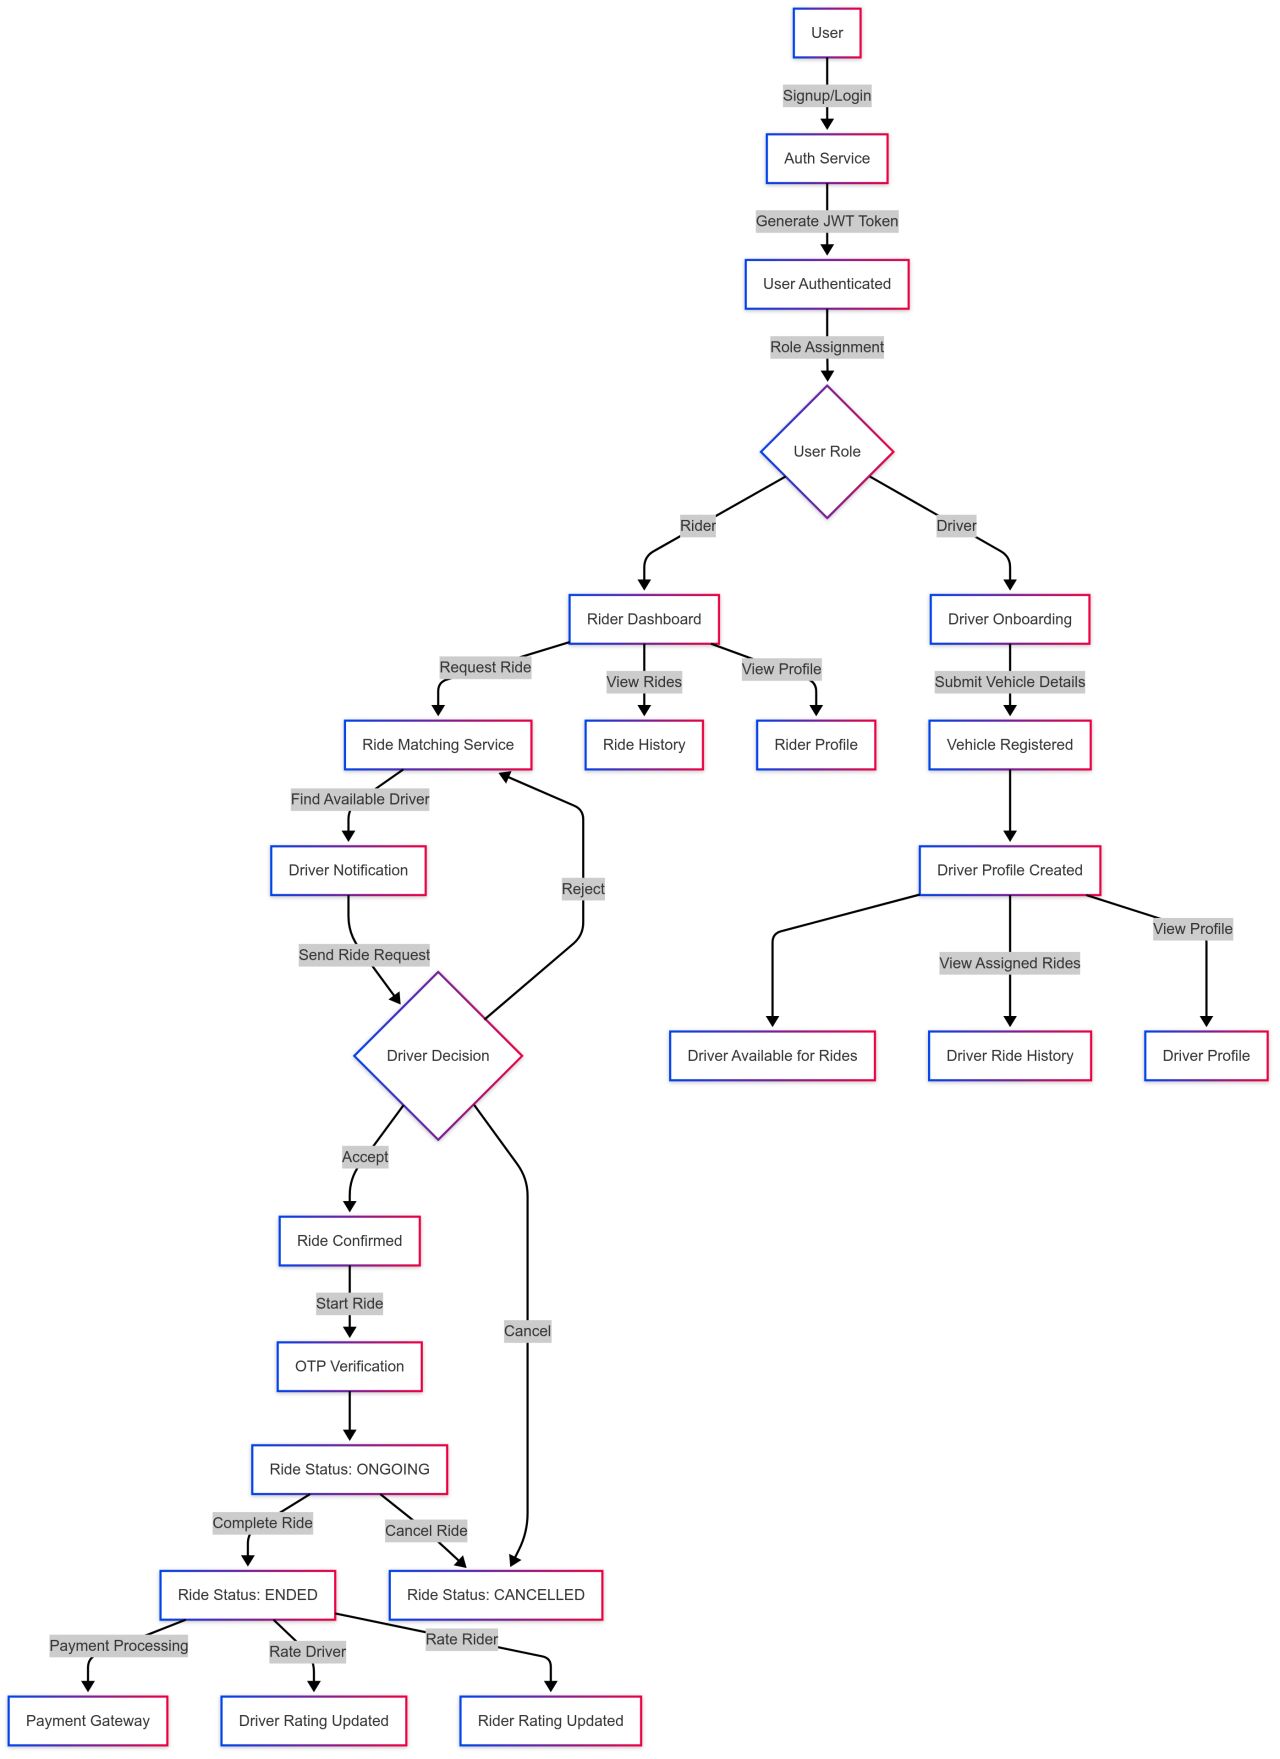 User
Signup/Login
Auth Service
Generate JWT Token
User Authenticated
Role Assignment
User Role
Rider
Driver
Rider Dashboard
Driver Onboarding
Request Ride
View Rides
View Profile
Submit Vehicle Details
Ride Matching Service
Ride History
Rider Profile
Vehicle Registered
Find Available Driver
Driver Notification
Reject
Driver Profile Created
Send Ride Request
View Assigned Rides
View Profile
Driver Decision
Driver Available for Rides
Driver Ride History
Driver Profile
Accept
Ride Confirmed
Start Ride
Cancel
OTP Verification
Ride Status: ONGOING
Complete Ride
Cancel Ride
Ride Status: ENDED
Ride Status: CANCELLED
Payment Processing
Rate Driver
Rate Rider
Payment Gateway
Driver Rating Updated
Rider Rating Updated